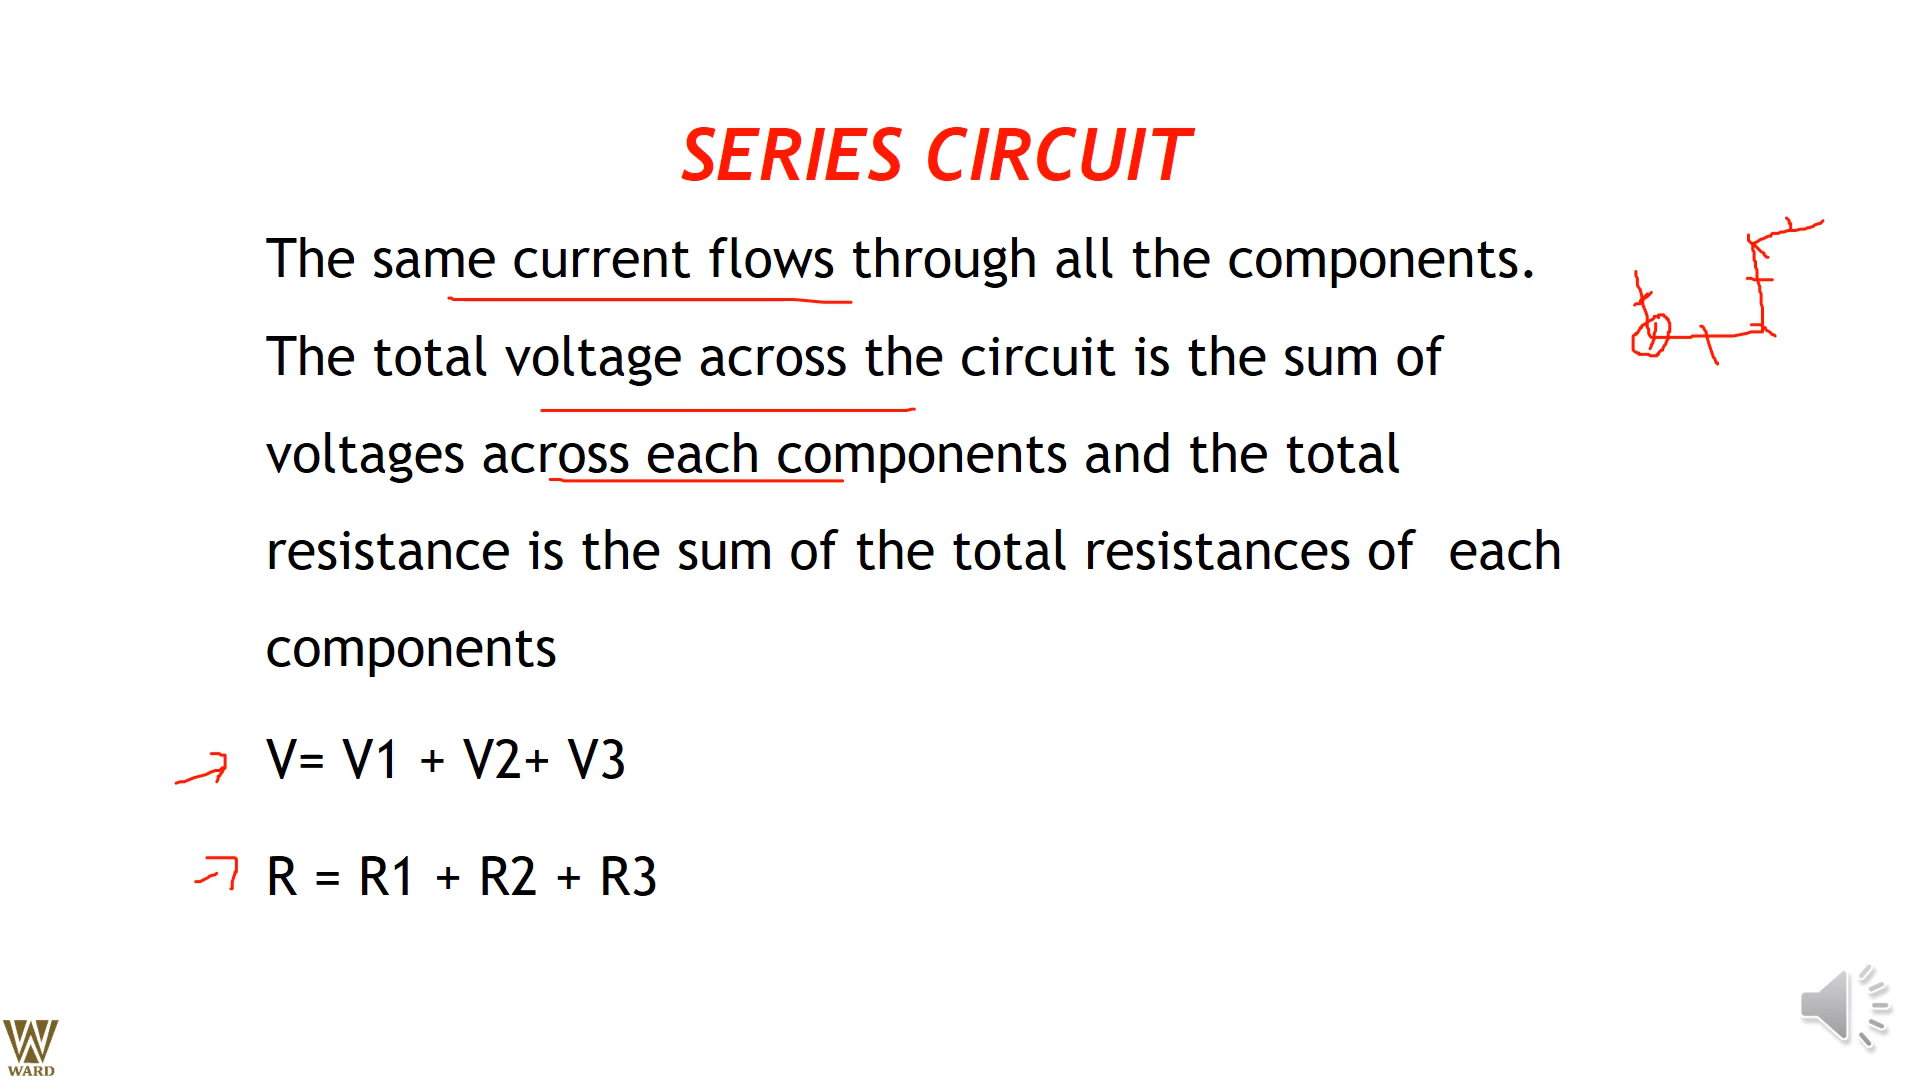 SERIES CIRCUIT
The same current flows through all the components.
The total voltage across the circuit is the sum of
voltages across each components and the total
resistance is the sum of the total resistances of each
components
V= V1 + V2+ V3
R = R1 + R2 + R3
WARD